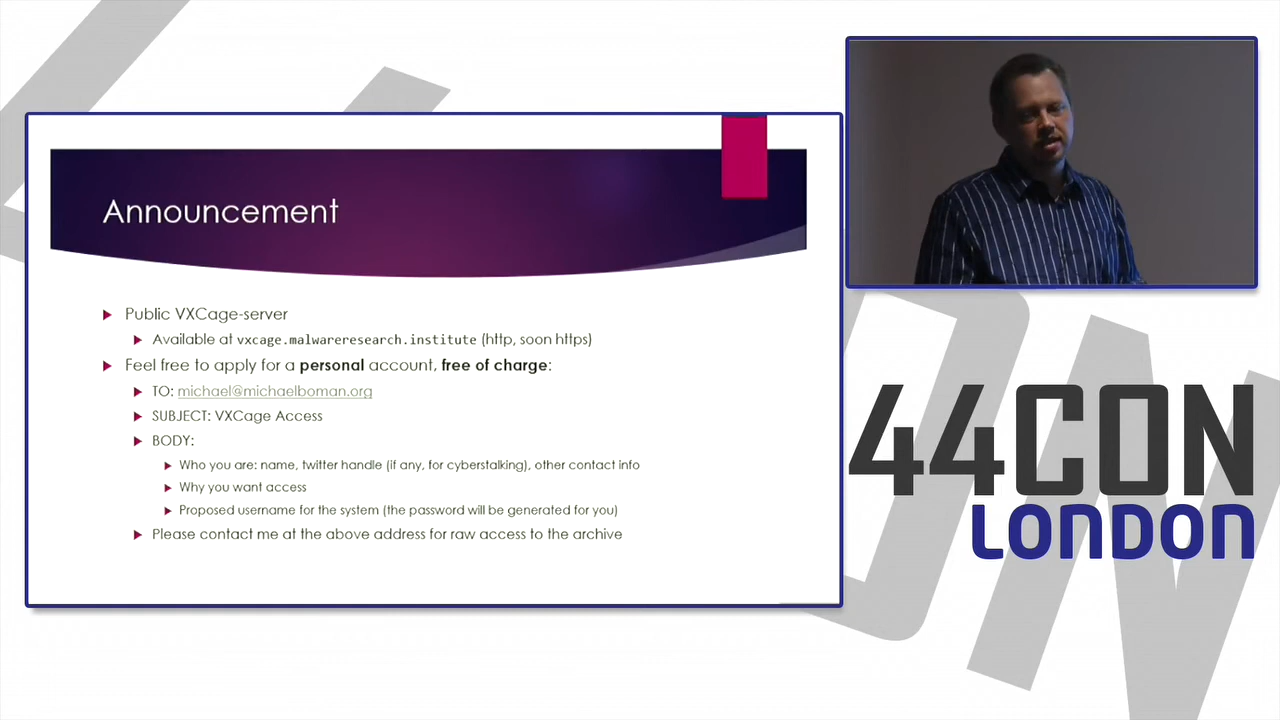 Announcement
Public VXCage-server
Available at vxcage.malwareresearch.institute (http, soon https)
Feel free to apply for a personal account, free of charge:
TO: michael@michaelboman.org
SUBJECT: VXCage Access
BODY:
Who you are: name, twitter handle (if any, for cyberstalking), other contact info
Why you want access
Proposed username for the system (the password will be generated for you)
Please contact me at the above address for raw access to the archive
44CON
LONDON